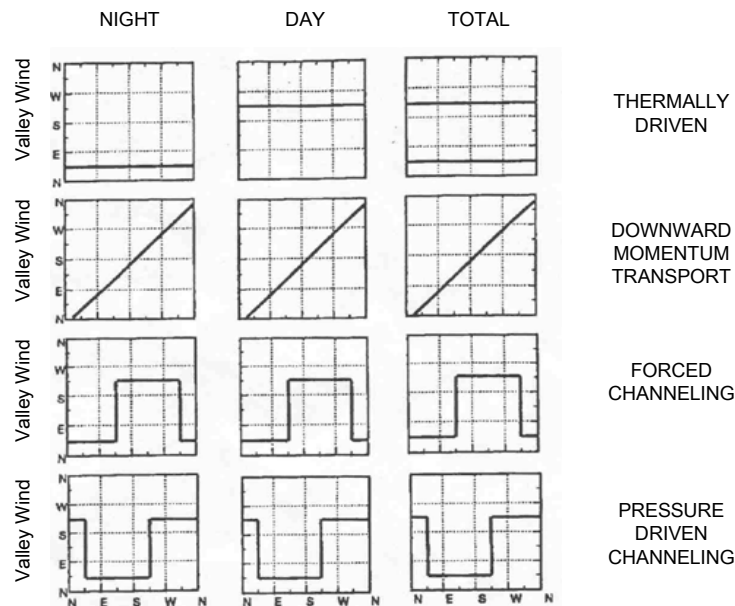 NIGHT DAY TOTAL
Valley Wind
N
W
S
E
N
THERMALLY
DRIVEN
Valley Wind
N
W
S
E
N
DOWNWARD
MOMENTUM
TRANSPORT
Valley Wind
N
W
S
E
N
FORCED
CHANNELING
Valley Wind
N
W
S
E
N
PRESSURE
DRIVEN
CHANNELING
N E S W N N E S W N N E S W N